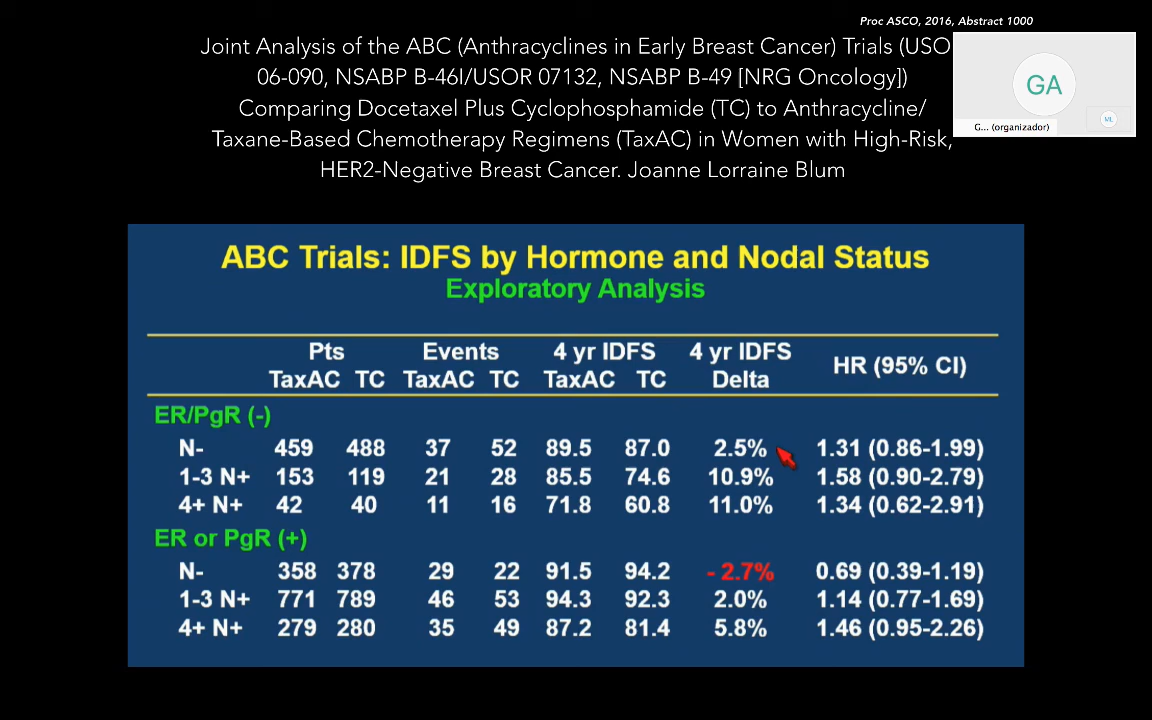 Proc ASCO, 2016, Abstract 1000
Joint Analysis of the ABC (Anthracyclines in Early Breast Cancer) Trials (USO
06-090, NSABP B-46I/USOR 07132, NSABP B-49 [NRG Oncology])
Comparing Docetaxel Plus Cyclophosphamide (TC) to Anthracycline/
Taxane-Based Chemotherapy Regimens (TaxAC) in Women with High-Risk,
HER2-Negative Breast Cancer. Joanne Lorraine Blum
GA
G... (organizador)
ML
ABC Trials: IDFS by Hormone and Nodal Status
Exploratory Analysis
Pts Events 4 yr IDFS 4 yr IDFS HR (95% CI)
TaxAC TC TaxAC TC TaxAC TC Delta
ER/PgR (-)
N- 459 488 37 52 89.5 87.0 2.5% 1.31 (0.86-1.99)
1-3 N+ 153 119 21 28 85.5 74.6 10.9% 1.58 (0.90-2.79)
4+ N+ 42 40 11 16 71.8 60.8 11.0% 1.34 (0.62-2.91)
ER or PgR (+)
N- 358 378 29 22 91.5 94.2 - 2.7% 0.69 (0.39-1.19)
1-3 N+ 771 789 46 53 94.3 92.3 2.0% 1.14 (0.77-1.69)
4+ N+ 279 280 35 49 87.2 81.4 5.8% 1.46 (0.95-2.26)